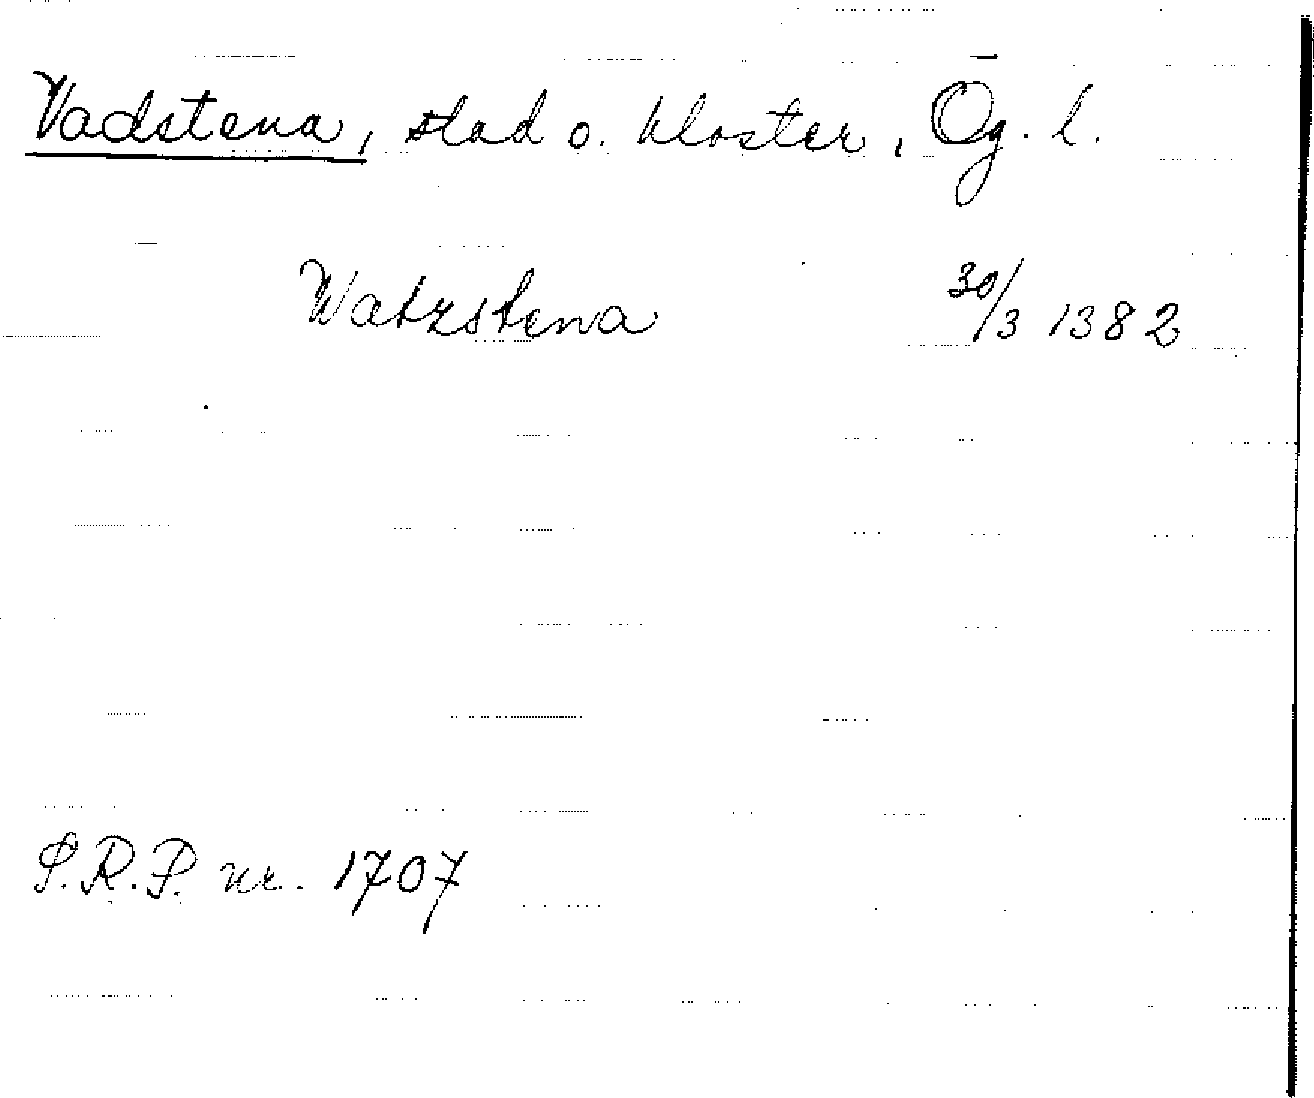 Vadstena, stad o. kloster, Ög. l.
Watzstena 30/3 1382
S.R.P. nr. 1707